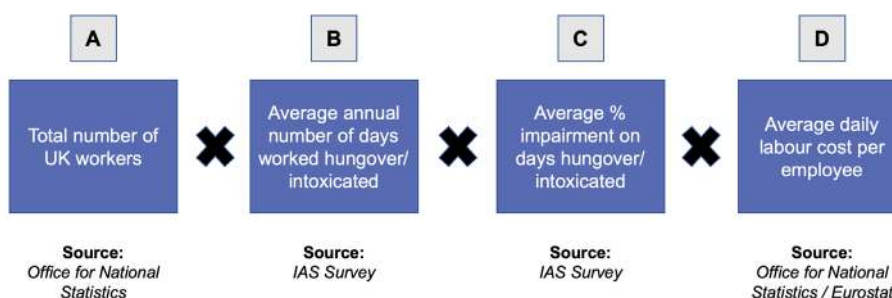 A
B
C
D
Total number of
UK workers
Average annual
number of days
worked hungover/
intoxicated
Average %
impairment on
days hungover/
intoxicated
Average daily
labour cost per
employee
Source:
Office for National
Statistics
Source:
IAS Survey
Source:
IAS Survey
Source:
Office for National
Statistics / Eurostat